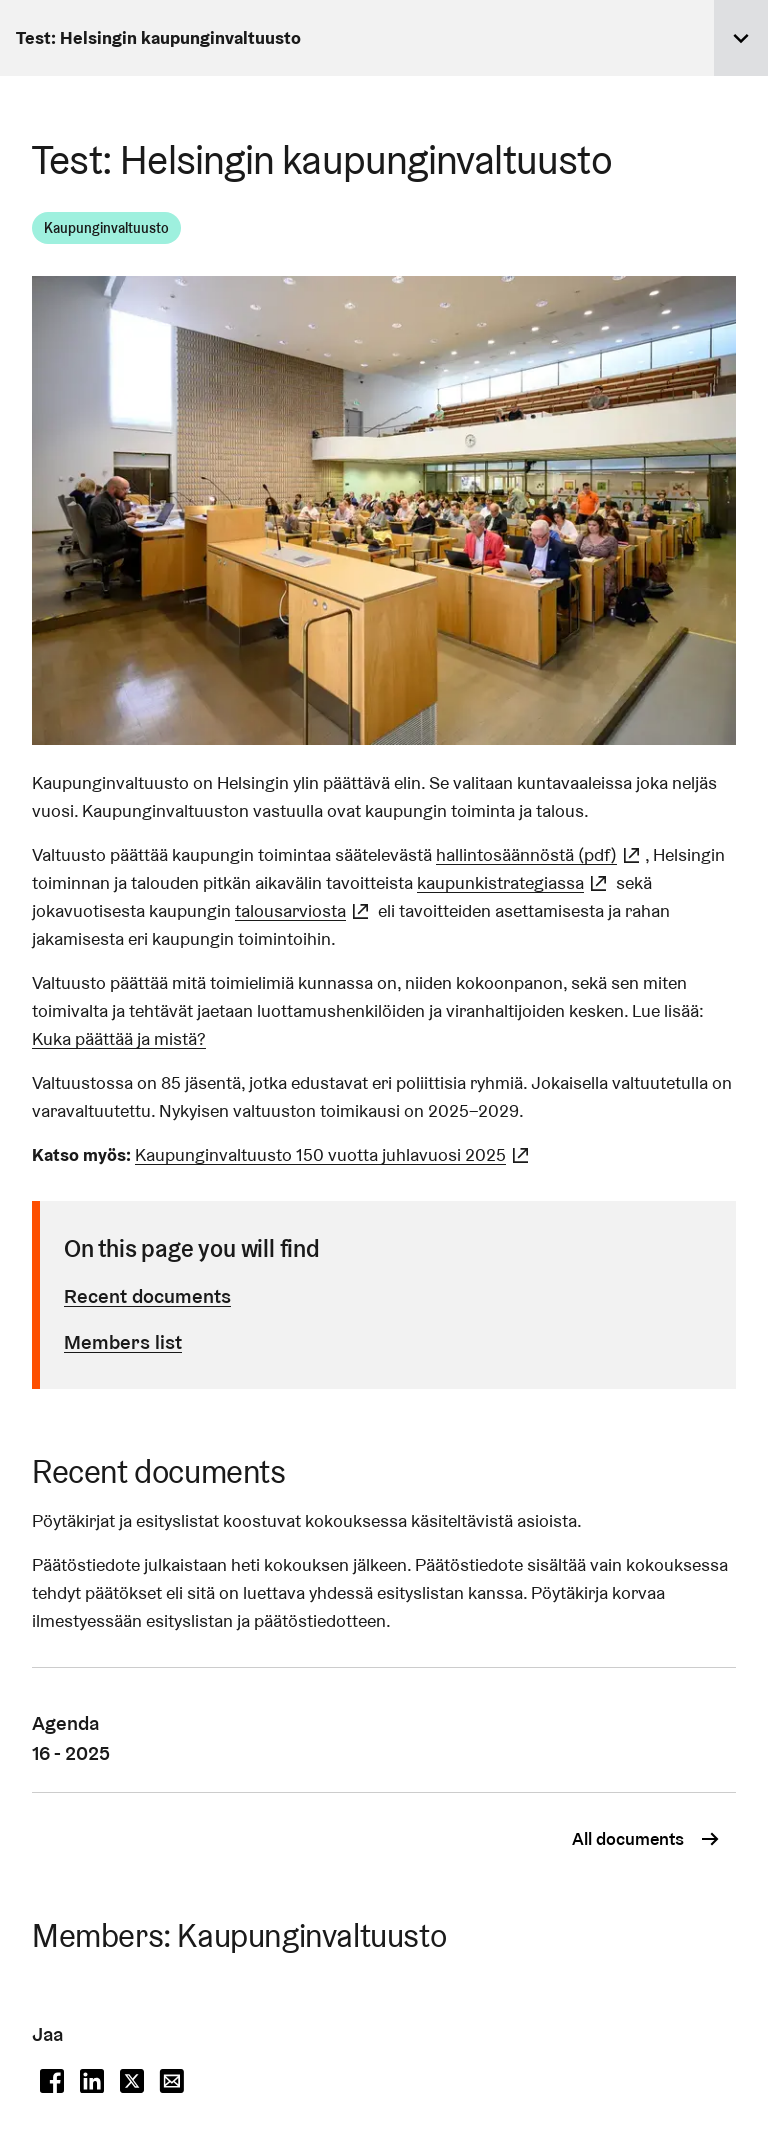 Test: Helsingin kaupunginvaltuusto
Test: Helsingin kaupunginvaltuusto
Kaupunginvaltuusto
Kaupunginvaltuusto on Helsingin ylin päättävä elin. Se valitaan kuntavaaleissa joka neljäs
vuosi. Kaupunginvaltuuston vastuulla ovat kaupungin toiminta ja talous.
Valtuusto päättää kaupungin toimintaa säätelevästä hallintosäännöstä (pdf) , Helsingin
toiminnan ja talouden pitkän aikavälin tavoitteista kaupunkistrategiassa sekä
jokavuotisesta kaupungin talousarviosta eli tavoitteiden asettamisesta ja rahan
jakamisesta eri kaupungin toimintoihin.
Valtuusto päättää mitä toimielimiä kunnassa on, niiden kokoonpanon, sekä sen miten
toimivalta ja tehtävät jaetaan luottamushenkilöiden ja viranhaltijoiden kesken. Lue lisää:
Kuka päättää ja mistä?
Valtuustossa on 85 jäsentä, jotka edustavat eri poliittisia ryhmiä. Jokaisella valtuutetulla on
varavaltuutettu. Nykyisen valtuuston toimikausi on 2025–2029.
Katso myös: Kaupunginvaltuusto 150 vuotta juhlavuosi 2025
On this page you will find
Recent documents
Members list
Recent documents
Pöytäkirjat ja esityslistat koostuvat kokouksessa käsiteltävistä asioista.
Päätöstiedote julkaistaan heti kokouksen jälkeen. Päätöstiedote sisältää vain kokouksessa
tehdyt päätökset eli sitä on luettava yhdessä esityslistan kanssa. Pöytäkirja korvaa
ilmestyessään esityslistan ja päätöstiedotteen.
Agenda
16 - 2025
All documents
Members: Kaupunginvaltuusto
Jaa